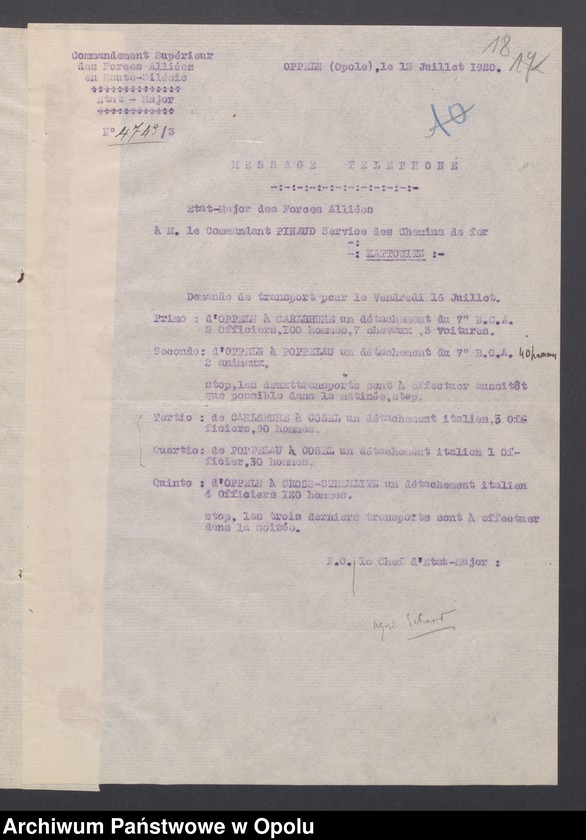 18
17
Commandement Supérieur
des Forces Alliées
en Haute-Silésie
Etat - Major
N° 4749/3
OPPELN (Opole), le 13 Juillet 1920.
10
MESSAGE TELEPHONÉ
-:-:-:-:-:-:-:-:-:-:-:-
Etat-Major des Forces Alliées
à M. le Commandant PINAUD Service des Chemins de fer
-:
-: KATTOWITZ :-
Demande de transport pour le Vendredi 16 Juillet.
Primo : d'OPPELN à CARLSRUHE un détachement du 7° B.C.A.
2 Officiers,100 hommes,7 chevaux ,3 voitures.
Secondo: d'OPPELN à POPPELAU un détachement du 7° B.C.A. 40 hommes
2 animaux.
stop,les deuxttransports sont à effectuer aussitôt
que possible dans la matinée,stop.
Tertio : de CARLSRUHE à COSEL un détachement italien,3 Of-
ficiers,90 hommes.
Quartio: de POPPELAU à COSEL un détachement italien 1 Of-
ficier,30 hommes.
Quinto : d'OPPELN à GROSS-STREHLITZ un détachement italien
4 Officiers 120 hommes.
stop, les trois derniers transports sont à effectuer
dans la soirée.
P.O. le Chef d'Etat-Major :
Archiwum Państwowe w Opolu